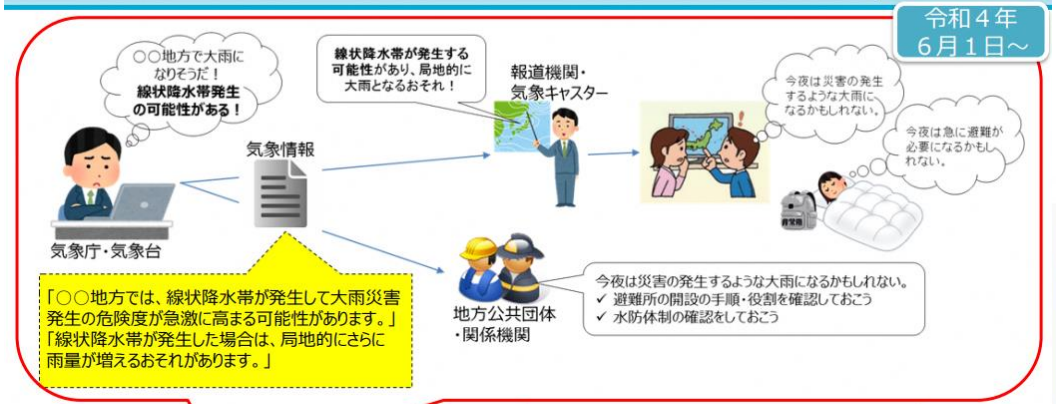 令和4年
6月1日~
○○地方で大雨に
なりそうだ!
線状降水帯発生
の可能性がある!
気象庁・気象台
気象情報
「○○地方では、線状降水帯が発生して大雨災害
発生の危険度が急激に高まる可能性があります。」
「線状降水帯が発生した場合は、局地的にさらに
雨量が増えるおそれがあります。」
線状降水帯が発生する
可能性があり、局地的に
大雨となるおそれ!
報道機関・
気象キャスター
今夜は災害の発生
するような大雨に
なるかもしれない。
今夜は急に避難が
必要になるかもし
れない。
非常袋
地方公共団体
・関係機関
今夜は災害の発生するような大雨になるかもしれない。
✓ 避難所の開設の手順・役割を確認しておこう
✓ 水防体制の確認をしておこう